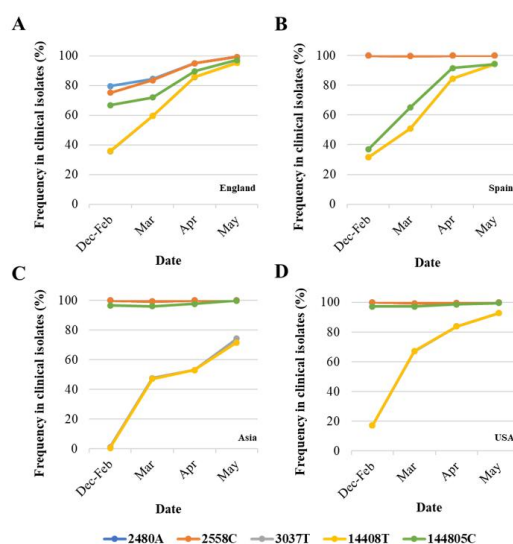 A
Frequency in clinical isolates (%)
100
80
60
40
20
0
Dec-Feb
Mar
Apr
May
England
Date
B
Frequency in clinical isolates (%)
100
80
60
40
20
0
Dec-Feb
Mar
Apr
May
Spain
Date
C
Frequency in clinical isolates (%)
100
80
60
40
20
0
Dec-Feb
Mar
Apr
May
Asia
Date
D
Frequency in clinical isolates (%)
100
80
60
40
20
0
Dec-Feb
Mar
Apr
May
USA
Date
2480A 2558C 3037T 14408T 144805C